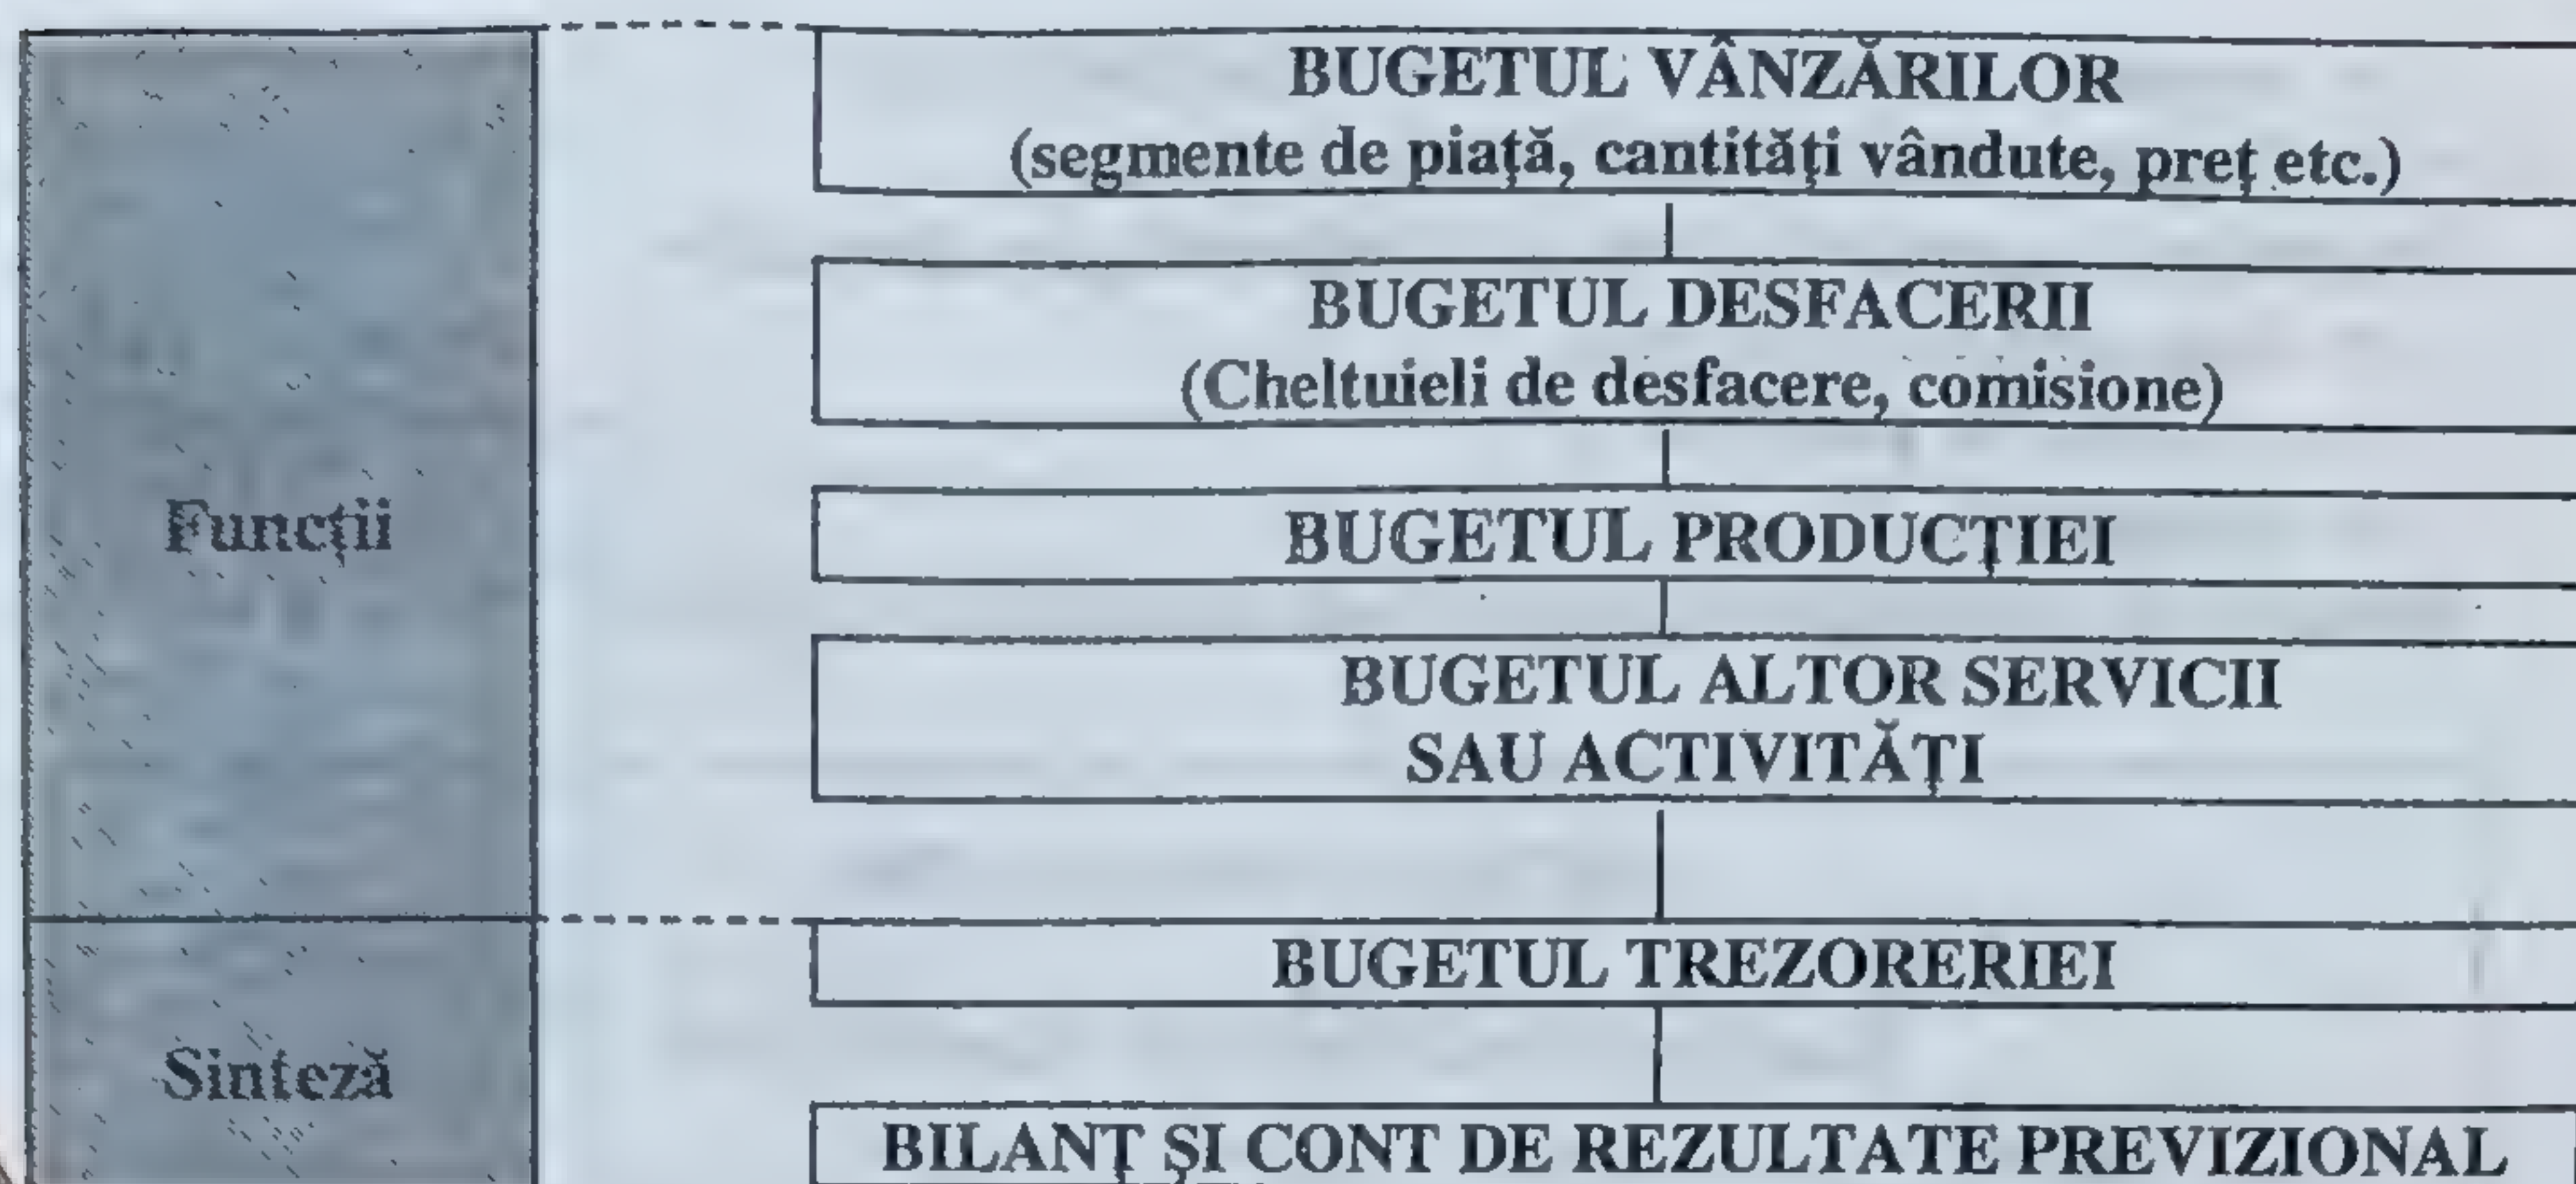 BUGETUL VÂNZĂRILOR
(segmente de piață, cantități vândute, preț etc.)
BUGETUL DESFACERII
(Cheltuieli de desfacere, comisione)
Funcții
BUGETUL PRODUCȚIEI
BUGETUL ALTOR SERVICII
SAU ACTIVITĂȚI
BUGETUL TREZORERIEI
Sinteză
BILANȚ ȘI CONT DE REZULTATE PREVIZIONAL